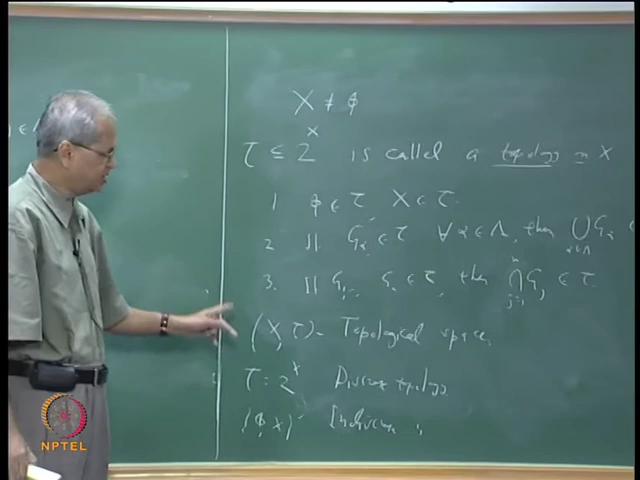 ∈
X ≠ φ
τ ⊆ 2^X is called a topology on X
1 φ ∈ τ, X ∈ τ.
2 If G_α ∈ τ ∀ α ∈ Λ, then ⋃_{α∈Λ} G_α ∈
3. If G_1, G_n ∈ τ, then ⋂_{j=1}^n G_j ∈ τ.
(X, τ) - Topological space.
τ = 2^X Discrete topology
{φ, X} - Indiscrete "
NPTEL